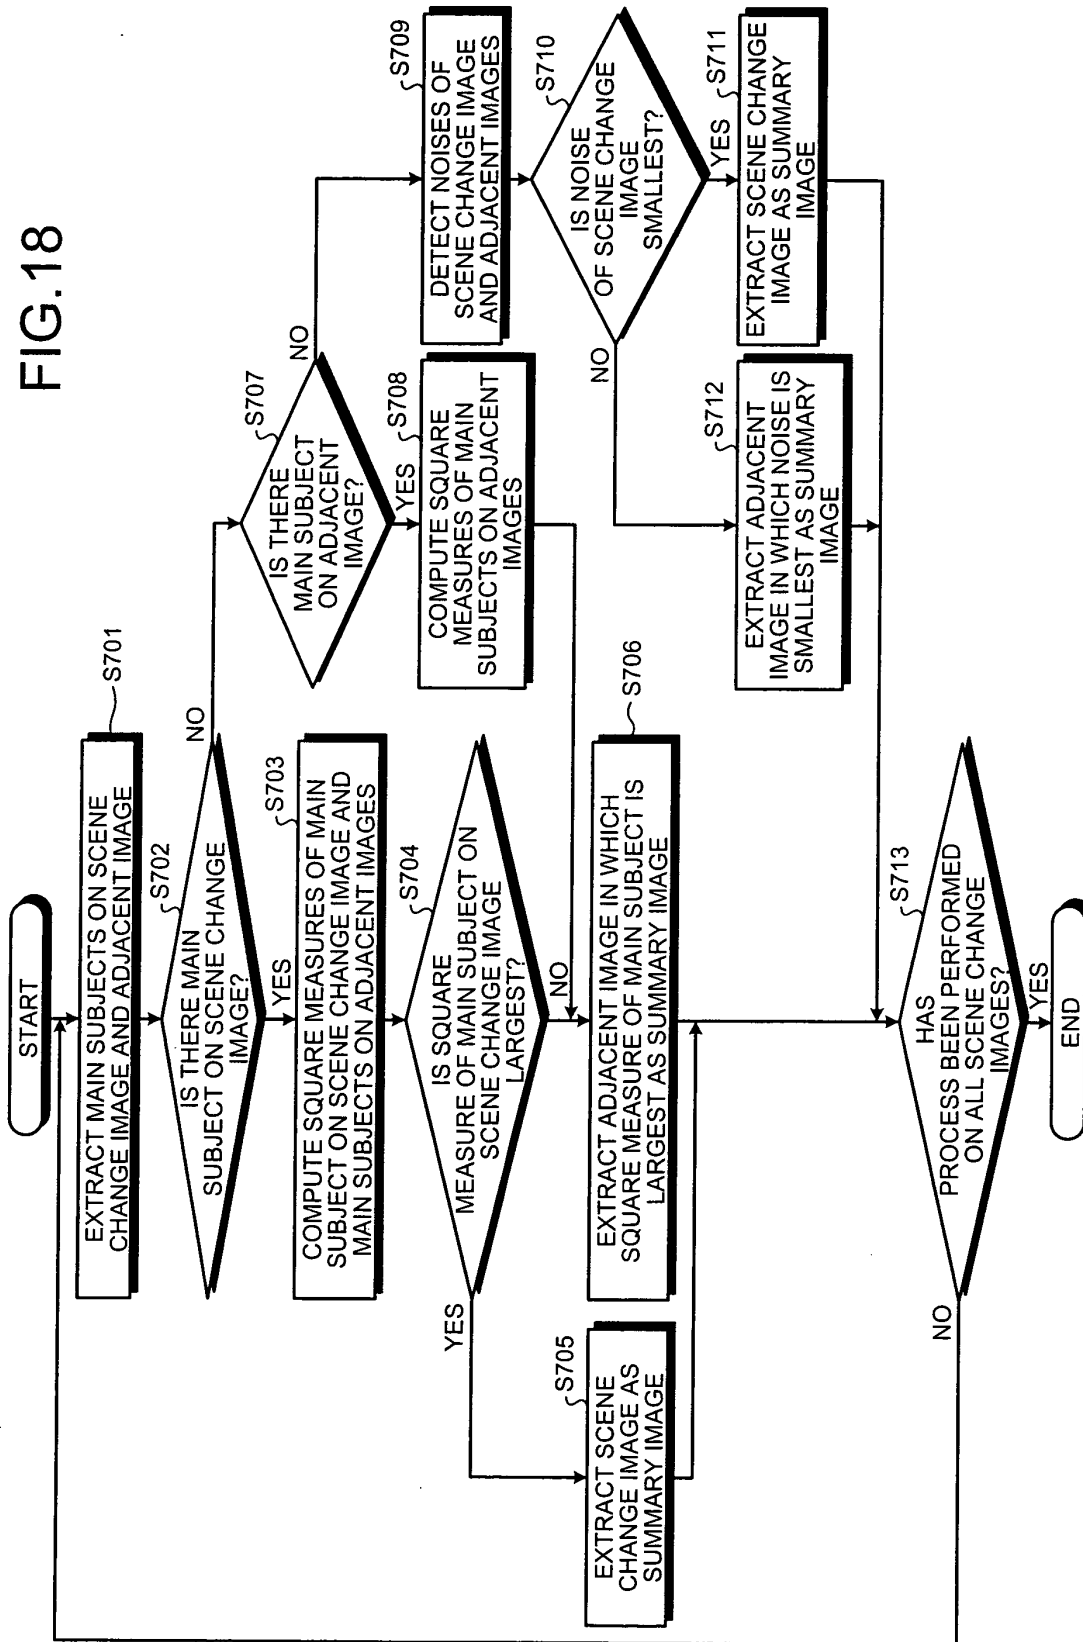 FIG.18
START
S701
EXTRACT MAIN SUBJECTS ON SCENE
CHANGE IMAGE AND ADJACENT IMAGE
S702
IS THERE MAIN
SUBJECT ON SCENE CHANGE
IMAGE?
NO
YES
S703
COMPUTE SQUARE MEASURES OF MAIN
SUBJECT ON SCENE CHANGE IMAGE AND
MAIN SUBJECTS ON ADJACENT IMAGES
S704
IS SQUARE
MEASURE OF MAIN SUBJECT ON
SCENE CHANGE IMAGE
LARGEST?
YES
NO
S705
EXTRACT SCENE
CHANGE IMAGE AS
SUMMARY IMAGE
S706
EXTRACT ADJACENT IMAGE IN WHICH
SQUARE MEASURE OF MAIN SUBJECT IS
LARGEST AS SUMMARY IMAGE
S707
IS THERE
MAIN SUBJECT
ON ADJACENT
IMAGE?
NO
YES
S708
COMPUTE SQUARE
MEASURES OF MAIN
SUBJECTS ON ADJACENT
IMAGES
S709
DETECT NOISES OF
SCENE CHANGE IMAGE
AND ADJACENT IMAGES
S710
IS NOISE
OF SCENE CHANGE
IMAGE
SMALLEST?
NO
YES
S711
EXTRACT SCENE CHANGE
IMAGE AS SUMMARY
IMAGE
S712
EXTRACT ADJACENT
IMAGE IN WHICH NOISE IS
SMALLEST AS SUMMARY
IMAGE
S713
HAS
PROCESS BEEN PERFORMED
ON ALL SCENE CHANGE
IMAGES?
NO
YES
END